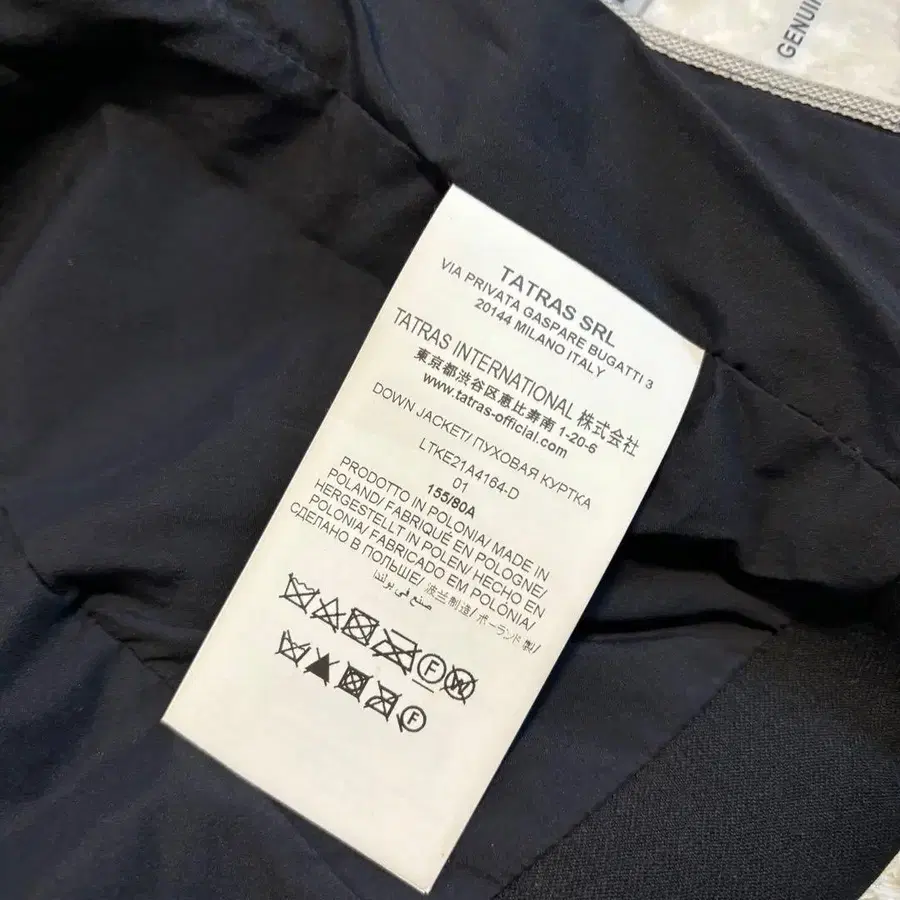 GENUIN
TATRAS SRL
VIA PRIVATA GASPARE BUGATTI 3
20144 MILANO ITALY
TATRAS INTERNATIONAL 株式会社
東京都渋谷区恵比寿南 1-20-6
www.tatras-official.com
DOWN JACKET/ ПУХОВАЯ КУРТКА
LTKE21A4164-D
01
155/80A
PRODOTTO IN POLONIA/ MADE IN
POLAND/ FABRIQUÉ EN POLOGNE/
HERGESTELLT IN POLEN/ HECHO EN
POLONIA/ FABRICADO EM POLÓNIA/
СДЕЛАНО В ПОЛЬШЕ/ 波兰制造/ ポーランド製/
صنع في بولندا
F W
F